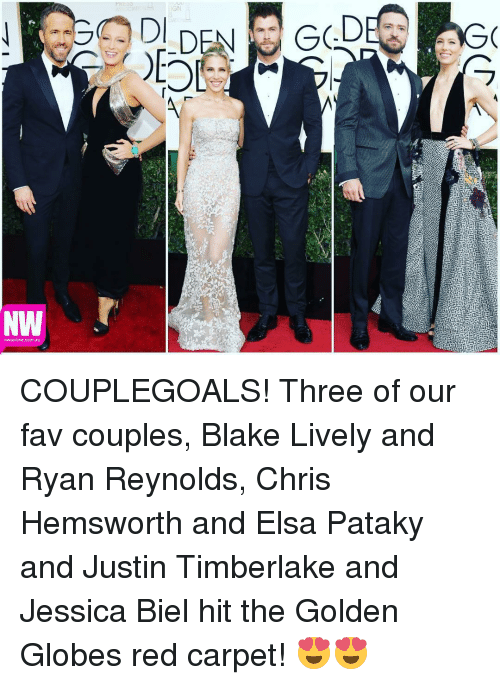 DEN
NW
COUPLEGOALS! Three of
our
fav couples, Blake Lively and
Ryan Reynolds, Chris
Hemsworth and Elsa Pataky
and Justin Timberlake and
Jessica Biel hit the Golden
Globes red carpet! 😍😍